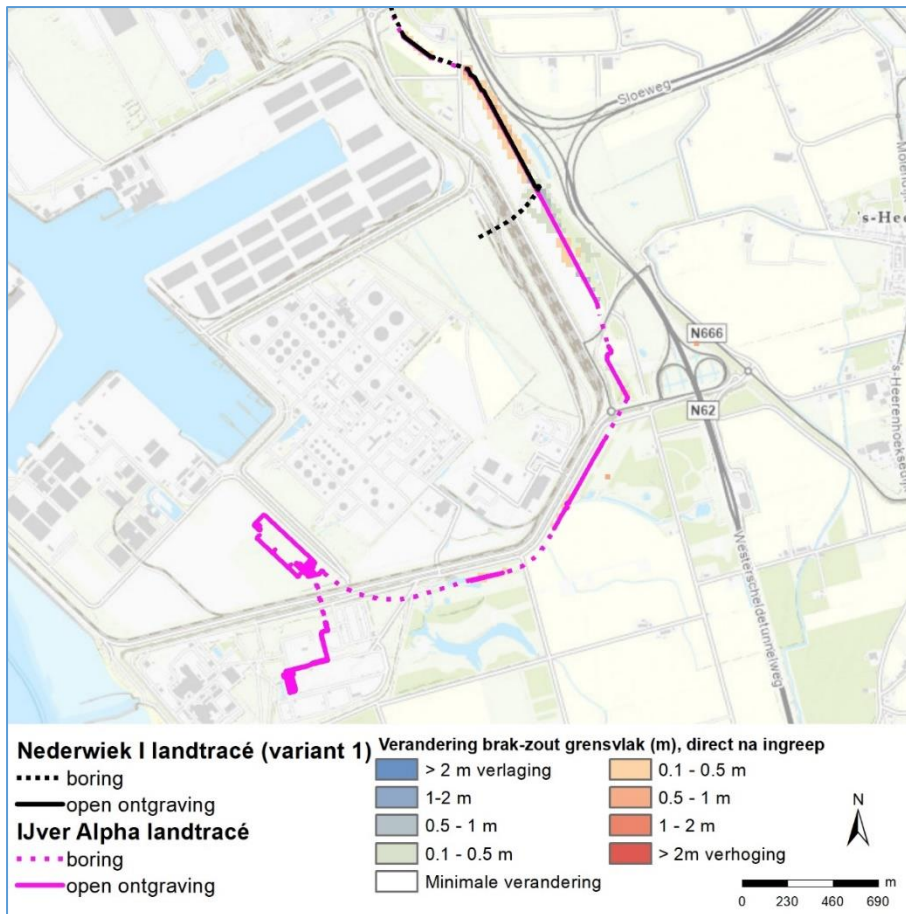 Sloeweg
Molendijk
's-Hee
N666
N62
's-Heerenhoeksedijk
Westerscheldetunnelweg
Nederwiek I landtracé (variant 1)
boring
open ontgraving
IJver Alpha landtracé
boring
open ontgraving
Verandering brak-zout grensvlak (m), direct na ingreep
> 2 m verlaging
1-2 m
0.5 - 1 m
0.1 - 0.5 m
Minimale verandering
0.1 - 0.5 m
0.5 - 1 m
1 - 2 m
> 2m verhoging
N
m
0 230 460 690